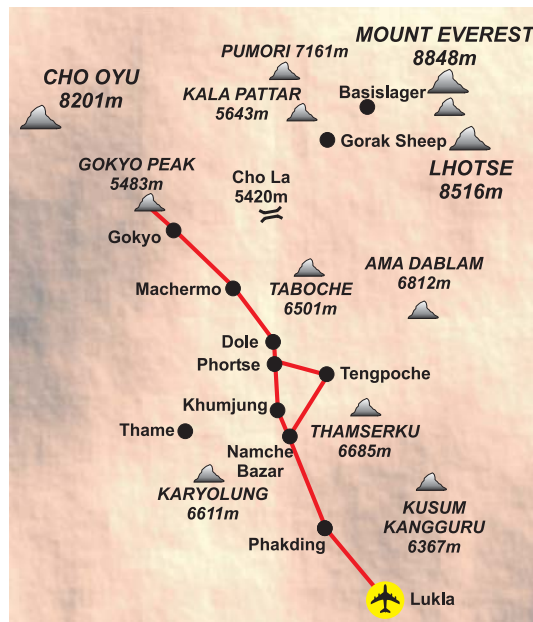 MOUNT EVEREST
8848m
PUMORI 7161m
CHO OYU
8201m
KALA PATTAR
5643m
Basislager
Gorak Sheep
LHOTSE
8516m
GOKYO PEAK
5483m
Cho La
5420m
Gokyo
AMA DABLAM
6812m
Machermo
TABOCHE
6501m
Dole
Phortse
Tengpoche
Khumjung
THAMSERKU
6685m
Thame
Namche
Bazar
KARYOLUNG
6611m
KUSUM
KANGGURU
6367m
Phakding
Lukla